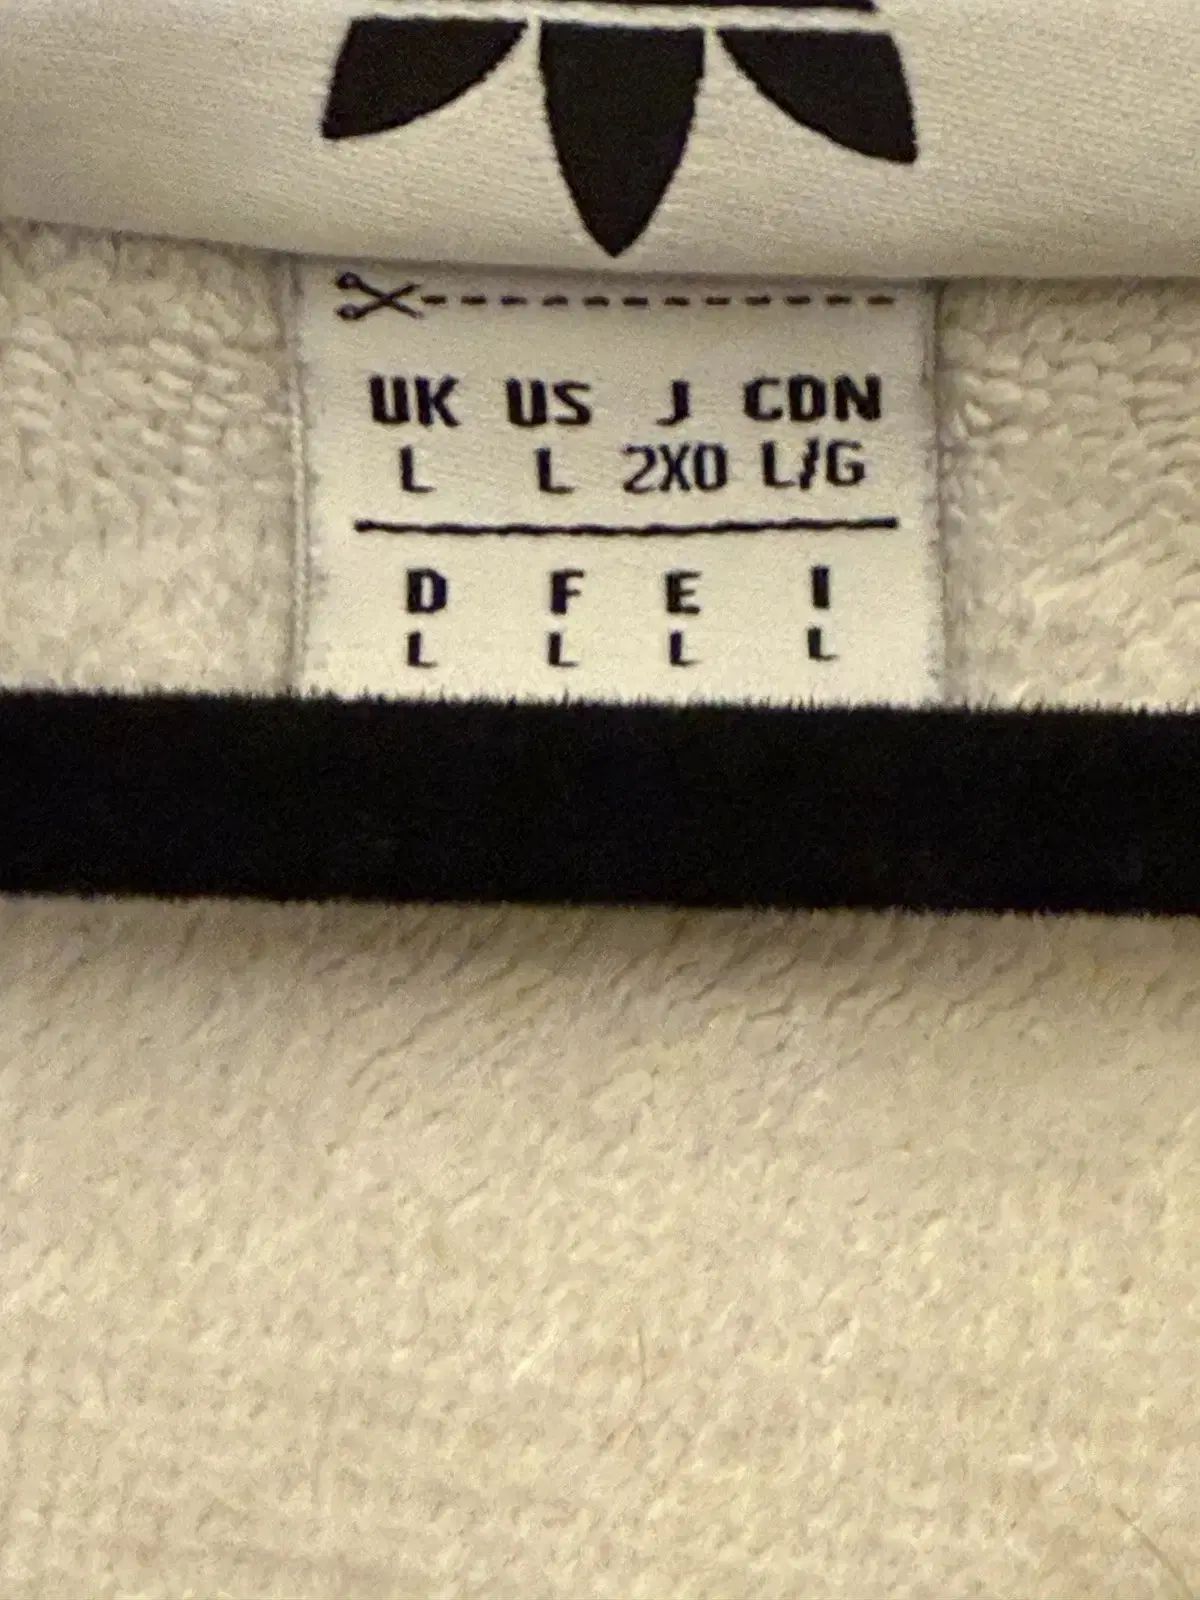 UK US J CDN
L L 2XO L/G
D F E I
L L L L